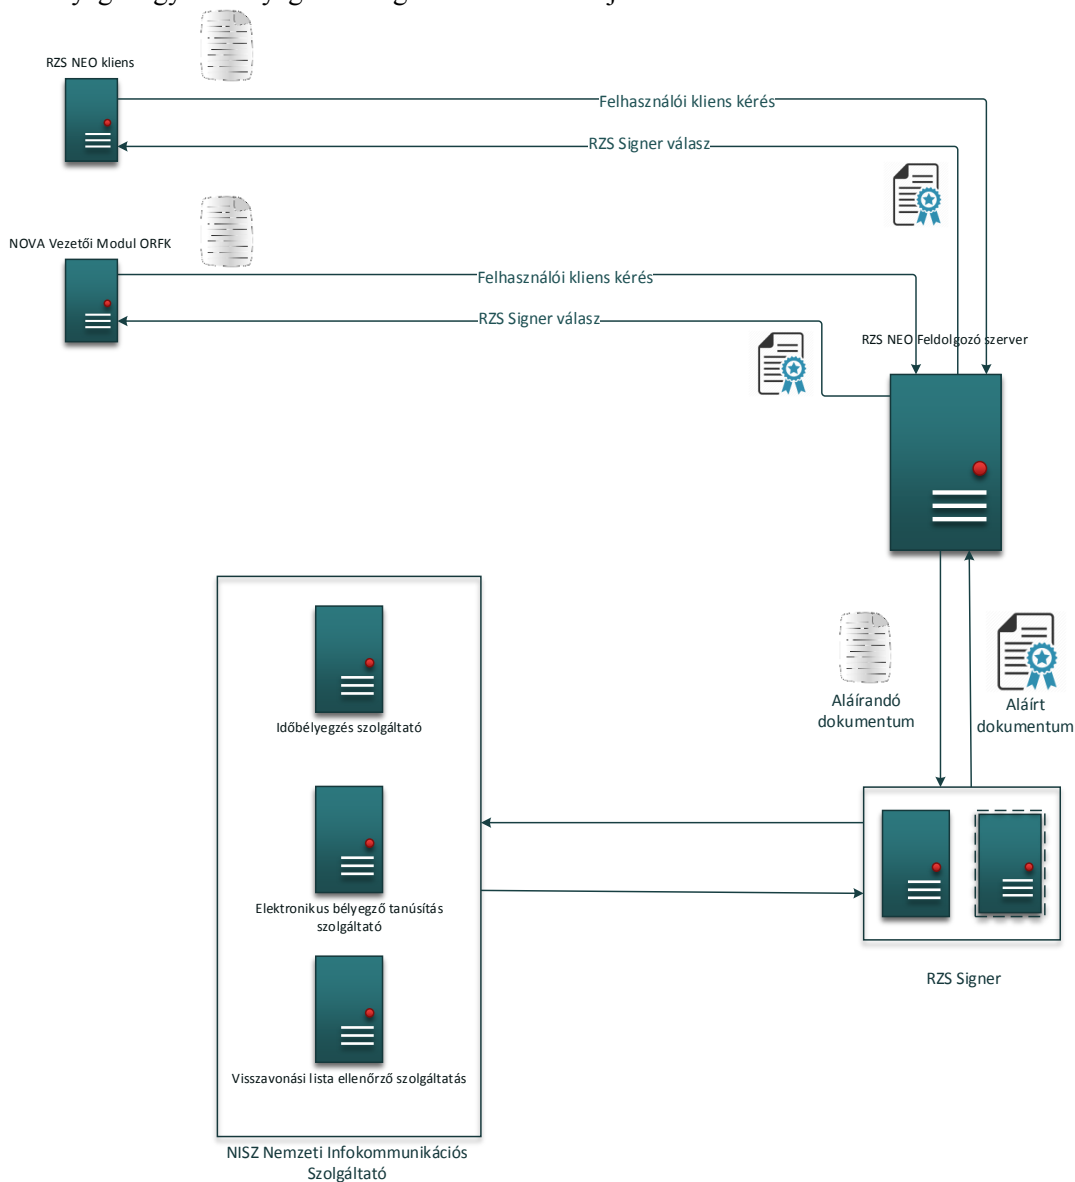 RZS NEO kliens
Felhasználói kliens kérés
RZS Signer válasz
NOVA Vezetői Modul ORFK
Felhasználói kliens kérés
RZS Signer válasz
RZS NEO Feldolgozó szerver
Aláírandó
dokumentum
Aláírt
dokumentum
Időbélyegzés szolgáltató
Elektronikus bélyegző tanúsítás
szolgáltató
Visszavonási lista ellenőrző szolgáltatás
RZS Signer
NISZ Nemzeti Infokommunikációs
Szolgáltató